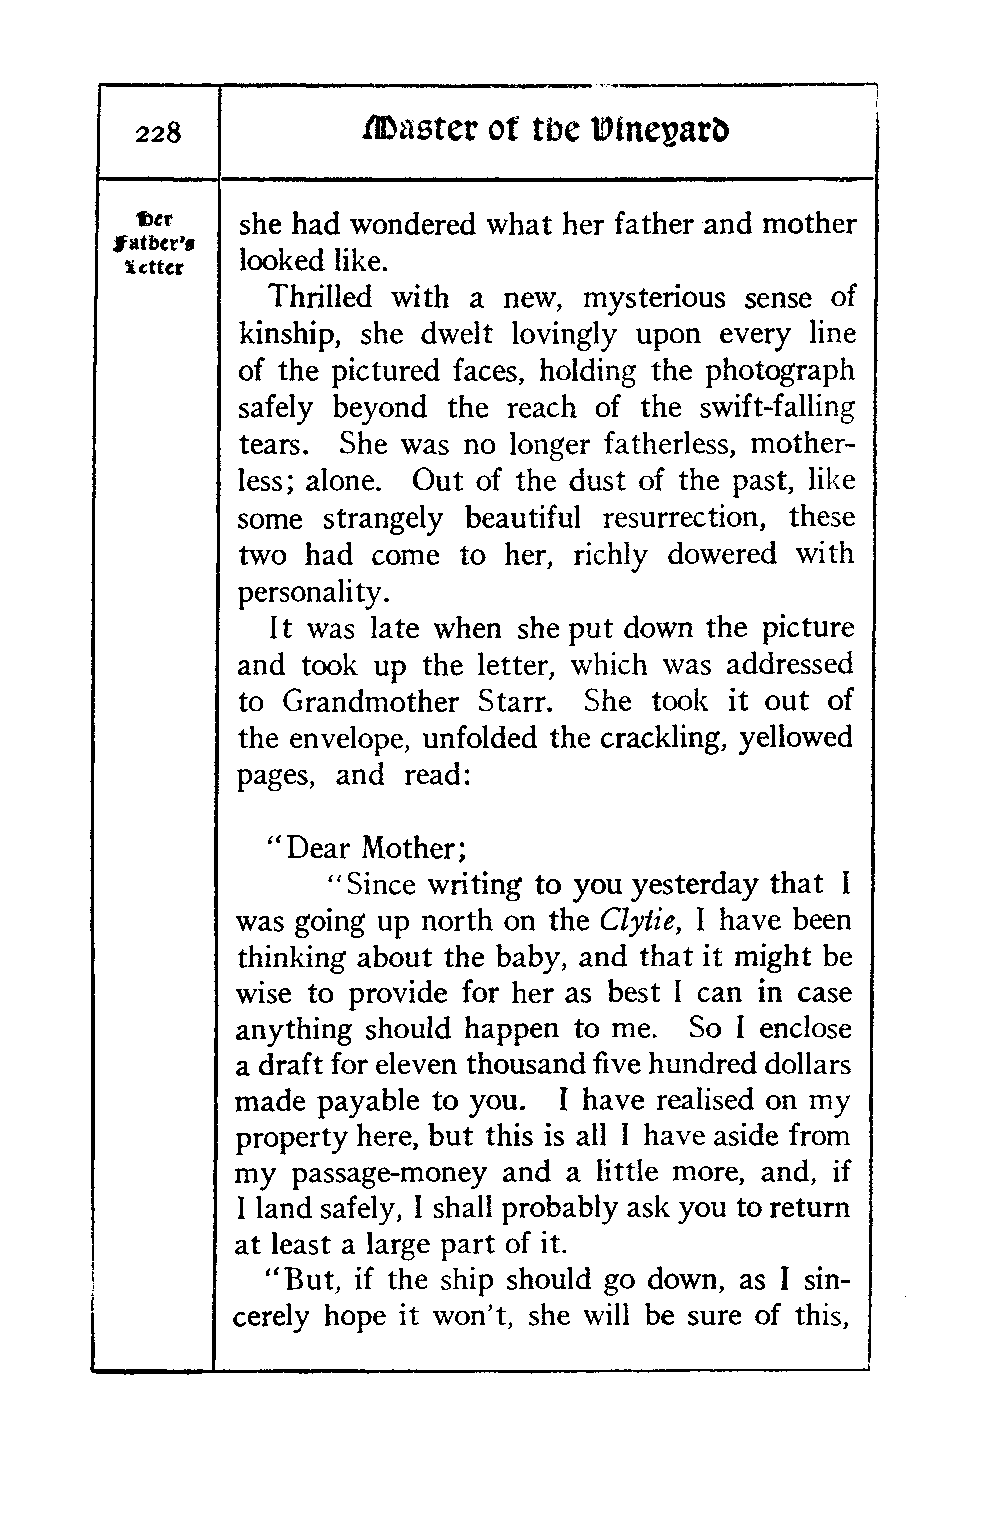 228
Master of the Vineyard
Her
Father's
Letter
she had wondered what her father and mother
looked like.
Thrilled with a new, mysterious sense of
kinship, she dwelt lovingly upon every line
of the pictured faces, holding the photograph
safely beyond the reach of the swift-falling
tears. She was no longer fatherless, mother-
less; alone. Out of the dust of the past, like
some strangely beautiful resurrection, these
two had come to her, richly dowered with
personality.
It was late when she put down the picture
and took up the letter, which was addressed
to Grandmother Starr. She took it out of
the envelope, unfolded the crackling, yellowed
pages, and read:
"Dear Mother;
"Since writing to you yesterday that I
was going up north on the Clytie, I have been
thinking about the baby, and that it might be
wise to provide for her as best I can in case
anything should happen to me. So I enclose
a draft for eleven thousand five hundred dollars
made payable to you. I have realised on my
property here, but this is all I have aside from
my passage-money and a little more, and, if
I land safely, I shall probably ask you to return
at least a large part of it.
"But, if the ship should go down, as I sin-
cerely hope it won't, she will be sure of this,